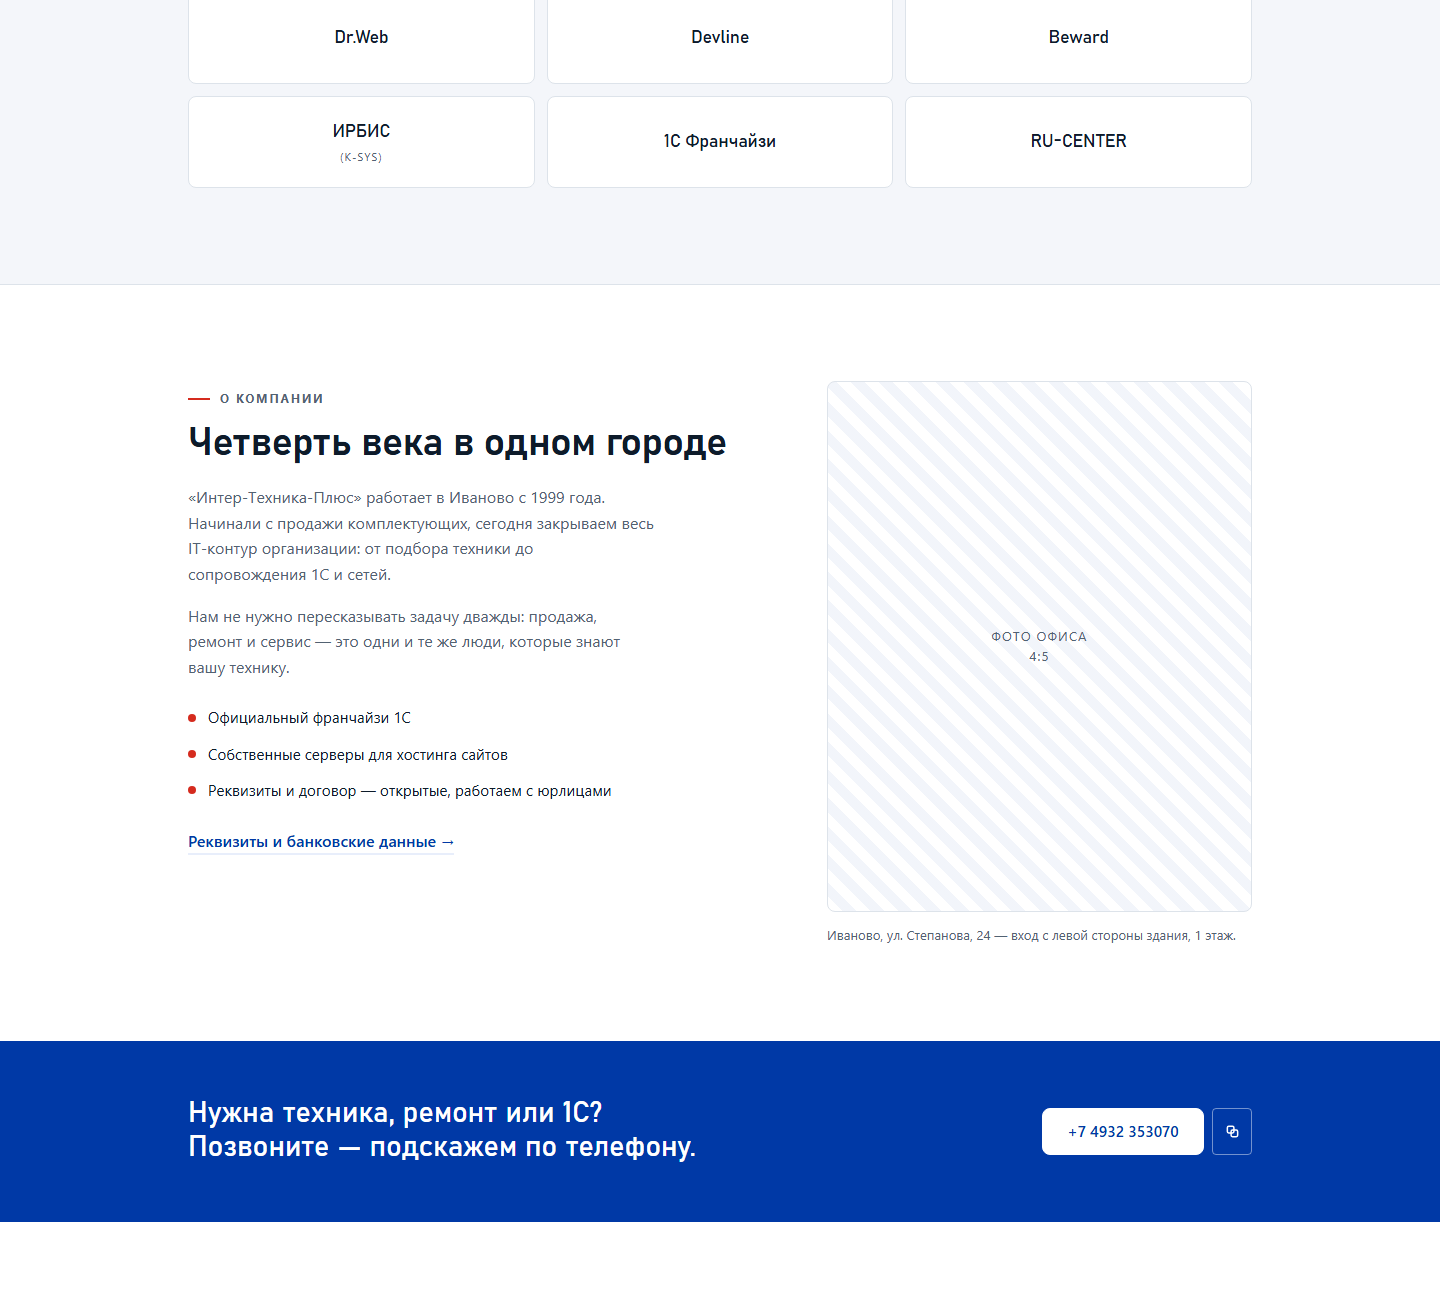 Dr.Web
Devline
Beward
ИРБИС
(K-SYS)
1С Франчайзи
RU-CENTER
О КОМПАНИИ
Четверть века в одном городе
«Интер-Техника-Плюс» работает в Иваново с 1999 года.
Начинали с продажи комплектующих, сегодня закрываем весь
IT-контур организации: от подбора техники до
сопровождения 1С и сетей.
Нам не нужно пересказывать задачу дважды: продажа,
ремонт и сервис — это одни и те же люди, которые знают
вашу технику.
Официальный франчайзи 1С
Собственные серверы для хостинга сайтов
Реквизиты и договор — открытые, работаем с юрлицами
Реквизиты и банковские данные →
ФОТО ОФИСА
4:5
Иваново, ул. Степанова, 24 — вход с левой стороны здания, 1 этаж.
Нужна техника, ремонт или 1С?
Позвоните — подскажем по телефону.
+7 4932 353070